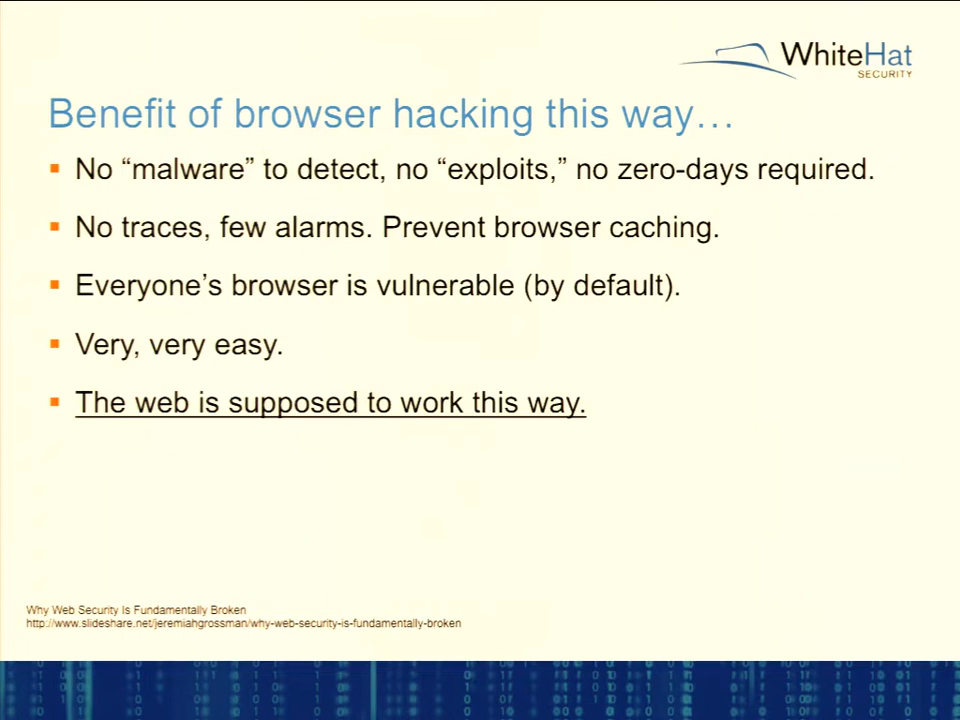 WhiteHat
SECURITY
Benefit of browser hacking this way…
No “malware” to detect, no “exploits,” no zero-days required.
No traces, few alarms. Prevent browser caching.
Everyone’s browser is vulnerable (by default).
Very, very easy.
The web is supposed to work this way.
Why Web Security Is Fundamentally Broken
http://www.slideshare.net/jeremiahgrossman/why-web-security-is-fundamentally-broken